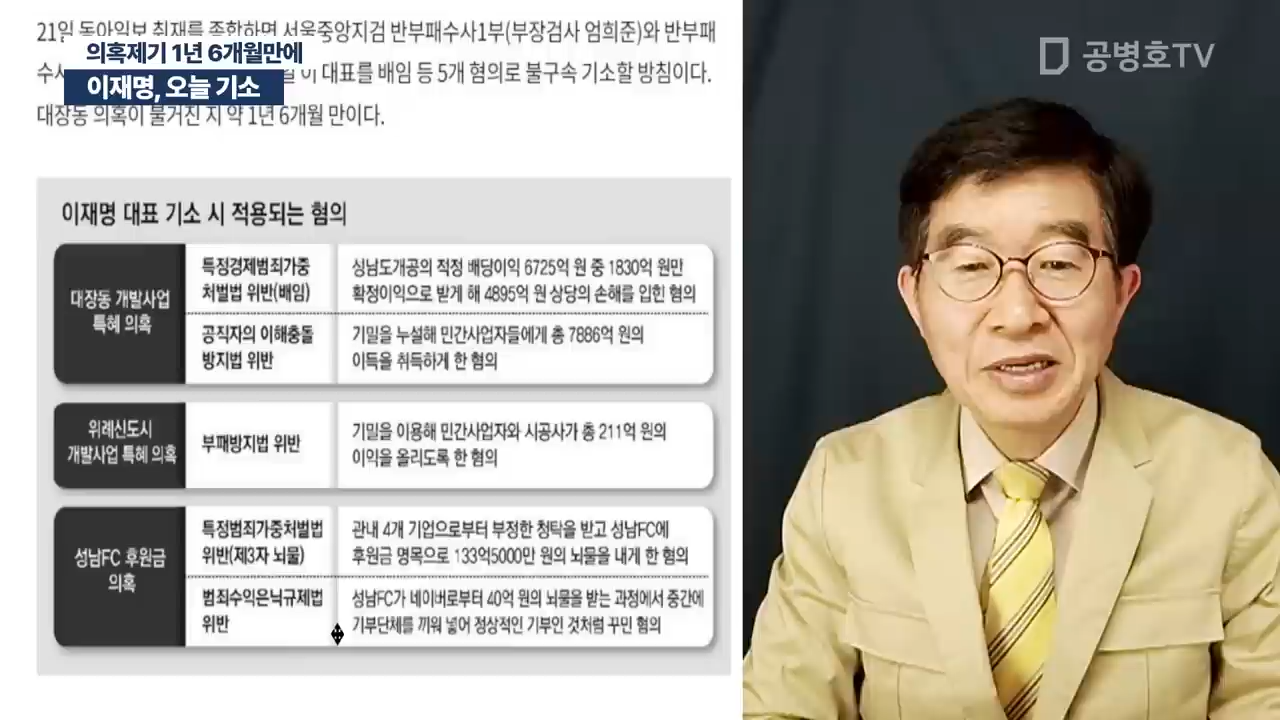 21일 동아일보 취재를 종합하면 서울중앙지검 반부패수사1부(부장검사 엄희준)와 반부패
의혹제기 1년 6개월만에
이재명, 오늘 기소
이 대표를 배임 등 5개 혐의로 불구속 기소할 방침이다.
대장동 의혹이 불거진 지 약 1년 6개월 만이다.
공병호TV
이재명 대표 기소 시 적용되는 혐의
대장동 개발사업
특혜 의혹
특정경제범죄가중
처벌법 위반(배임)
성남도개공의 적정 배당이익 6725억 원 중 1830억 원만
확정이익으로 받게 해 4895억 원 상당의 손해를 입힌 혐의
공직자의 이해충돌
방지법 위반
기밀을 누설해 민간사업자들에게 총 7886억 원의
이득을 취득하게 한 혐의
위례신도시
개발사업 특혜 의혹
부패방지법 위반
기밀을 이용해 민간사업자와 시공사가 총 211억 원의
이익을 올리도록 한 혐의
성남FC 후원금
의혹
특정범죄가중처벌법
위반(제3자 뇌물)
관내 4개 기업으로부터 부정한 청탁을 받고 성남FC에
후원금 명목으로 133억5000만 원의 뇌물을 내게 한 혐의
범죄수익은닉규제법
위반
성남FC가 네이버로부터 40억 원의 뇌물을 받는 과정에서 중간에
기부단체를 끼워 넣어 정상적인 기부인 것처럼 꾸민 혐의